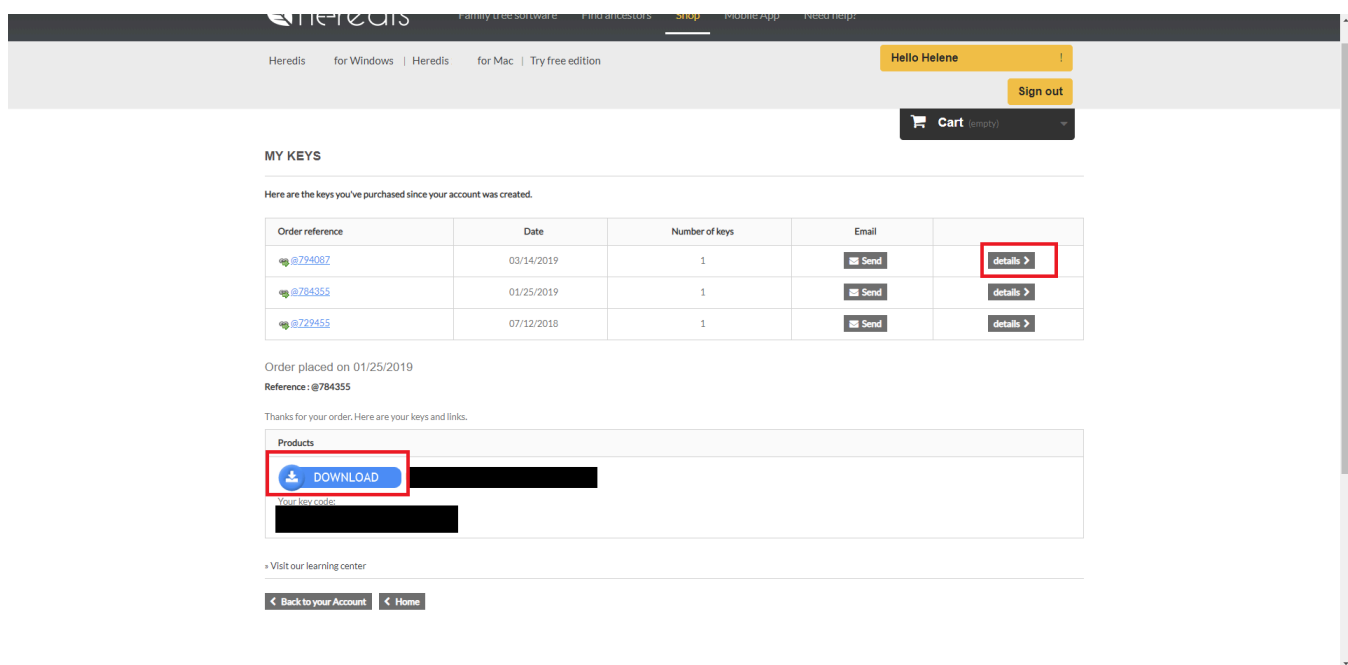 Heredis
Family tree software Find ancestors Shop Mobile App Need help?
Heredis for Windows | Heredis for Mac | Try free edition
Hello Helene !
Sign out
Cart (empty)
MY KEYS
Here are the keys you've purchased since your account was created.
Order reference Date Number of keys Email
@794087 03/14/2019 1 Send details
@784355 01/25/2019 1 Send details
@729455 07/12/2018 1 Send details
Order placed on 01/25/2019
Reference : @784355
Thanks for your order. Here are your keys and links.
Products
DOWNLOAD
Your key code:
» Visit our learning center
Back to your Account Home